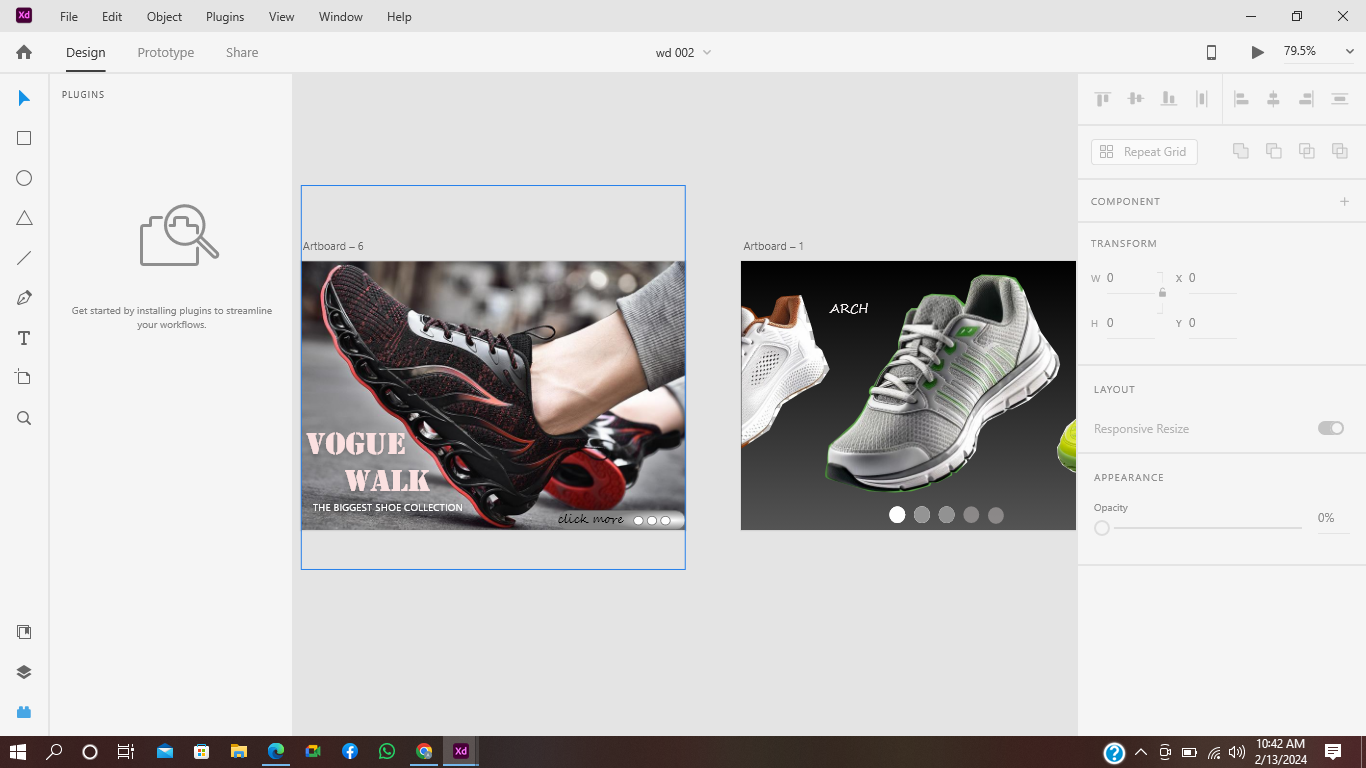 Xd File Edit Object Plugins View Window Help
Design Prototype Share wd 002 79.5%
PLUGINS
Get started by installing plugins to streamline
your workflows.
Artboard – 6
VOGUE
WALK
THE BIGGEST SHOE COLLECTION
click more
Artboard – 1
ARCH
Repeat Grid
COMPONENT
TRANSFORM
W 0 X 0
H 0 Y 0
LAYOUT
Responsive Resize
APPEARANCE
Opacity
0%
Xd
10:42 AM
2/13/2024